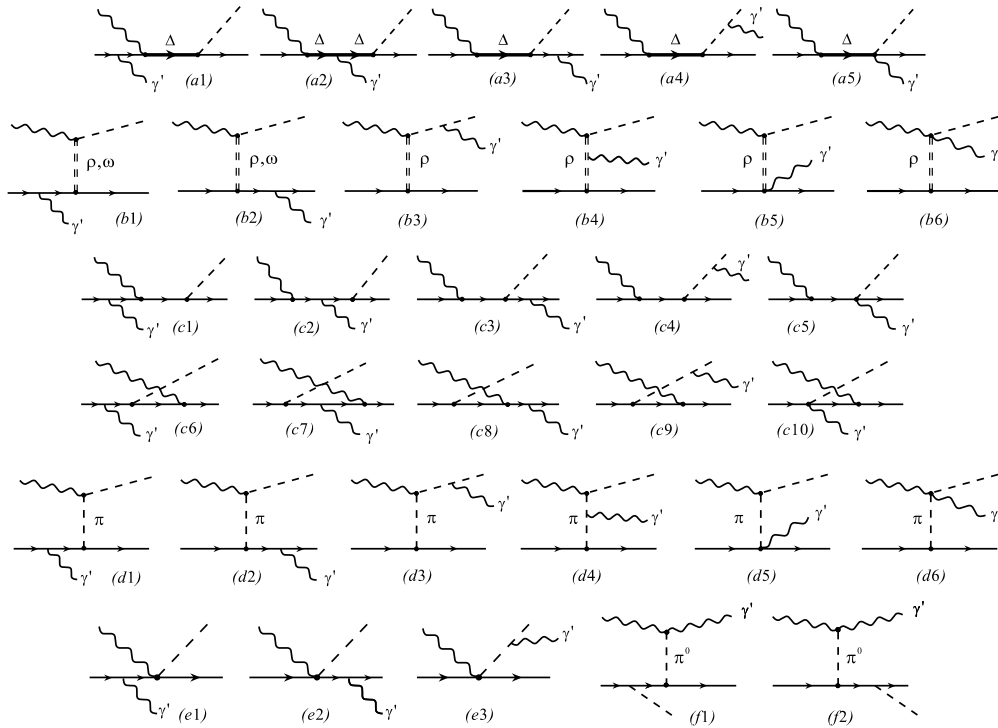 Δ γ' (a1) Δ Δ γ' (a2) Δ γ' (a3) Δ γ' (a4) Δ γ' (a5)
ρ,ω γ' (b1) ρ,ω γ' (b2) ρ γ' (b3) ρ γ' (b4) ρ γ' (b5) ρ γ' (b6)
γ' (c1) γ' (c2) γ' (c3) γ' (c4) γ' (c5)
γ' (c6) γ' (c7) γ' (c8) γ' (c9) γ' (c10)
π γ' (d1) π γ' (d2) π γ' (d3) π γ' (d4) π γ' (d5) π γ' (d6)
γ' (e1) γ' (e2) γ' (e3) γ' π⁰ (f1) γ' π⁰ (f2)